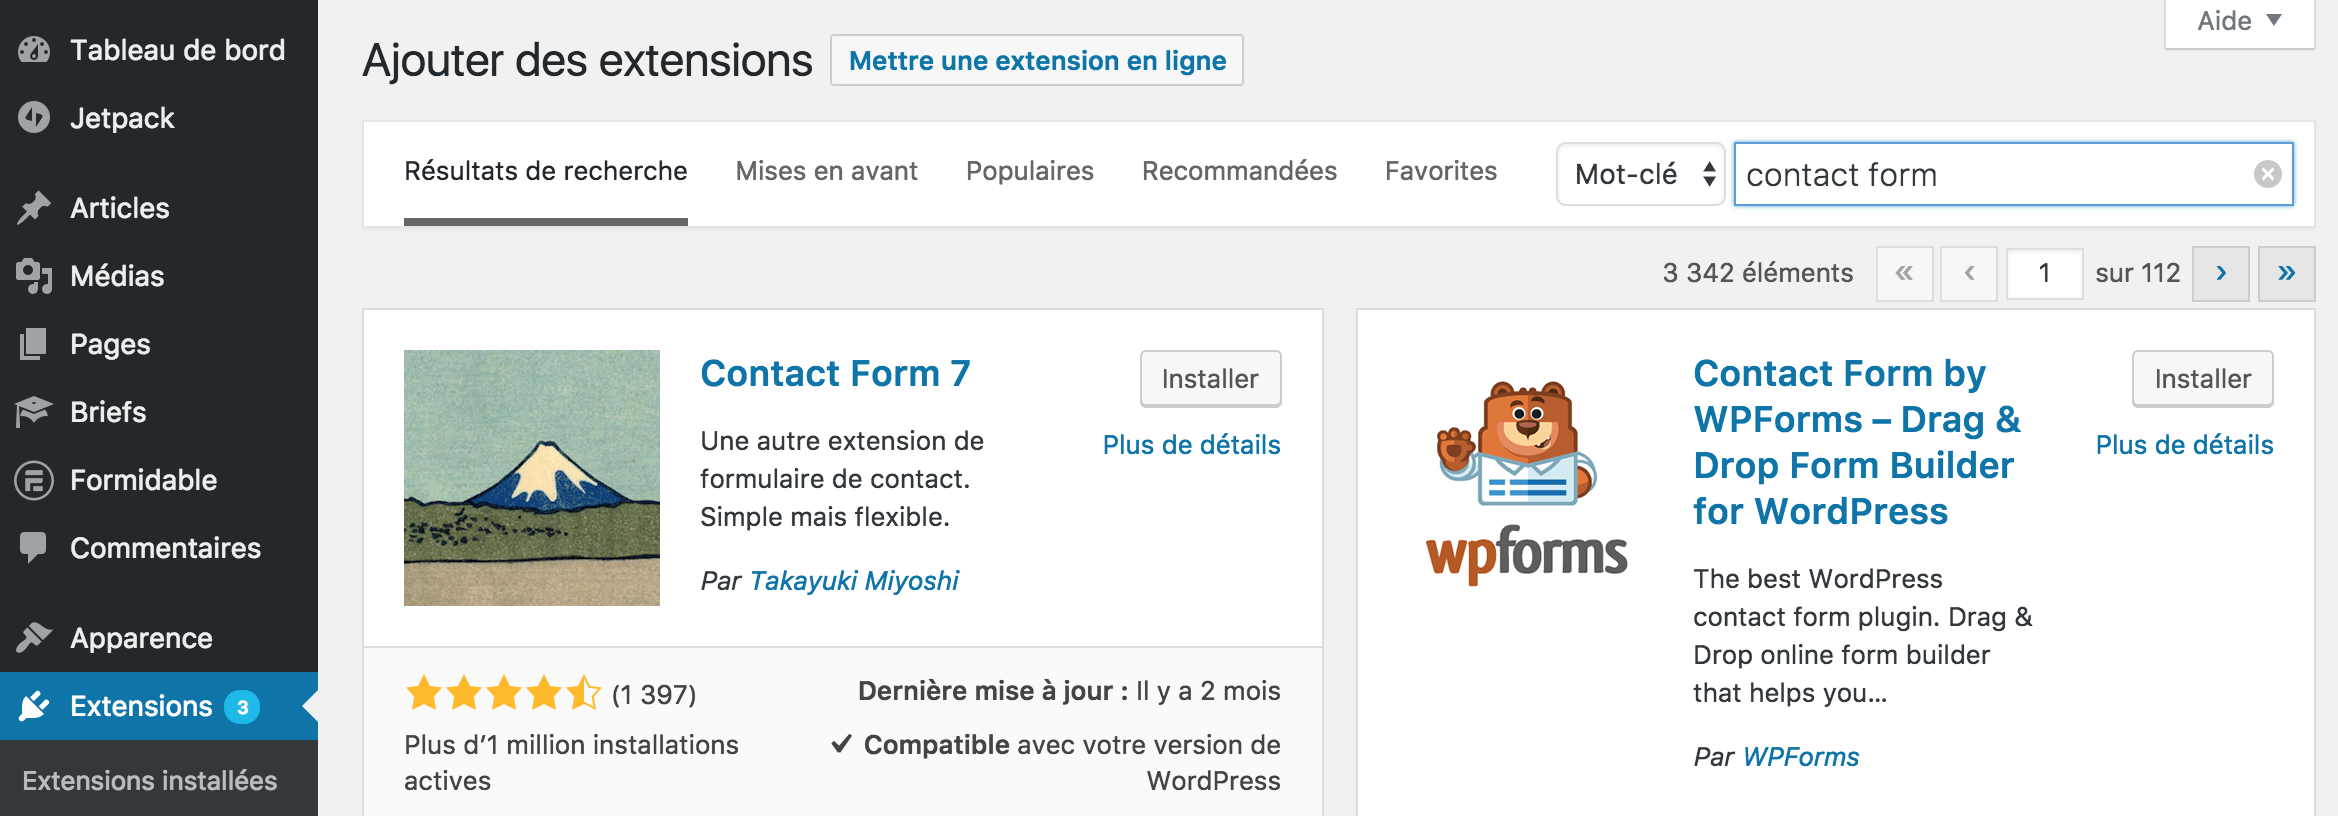 Tableau de bord
Jetpack
Articles
Médias
Pages
Briefs
Formidable
Commentaires
Apparence
Extensions 3
Extensions installées
Aide
Ajouter des extensions Mettre une extension en ligne
Résultats de recherche Mises en avant Populaires Recommandées Favorites Mot-clé contact form
3 342 éléments « ‹ 1 sur 112 › »
Contact Form 7
Installer
Plus de détails
Une autre extension de
formulaire de contact.
Simple mais flexible.
Par Takayuki Miyoshi
(1 397)
Plus d’1 million installations
actives
Dernière mise à jour : Il y a 2 mois
Compatible avec votre version de
WordPress
wpforms
Contact Form by
WPForms – Drag &
Drop Form Builder
for WordPress
Installer
Plus de détails
The best WordPress
contact form plugin. Drag &
Drop online form builder
that helps you...
Par WPForms